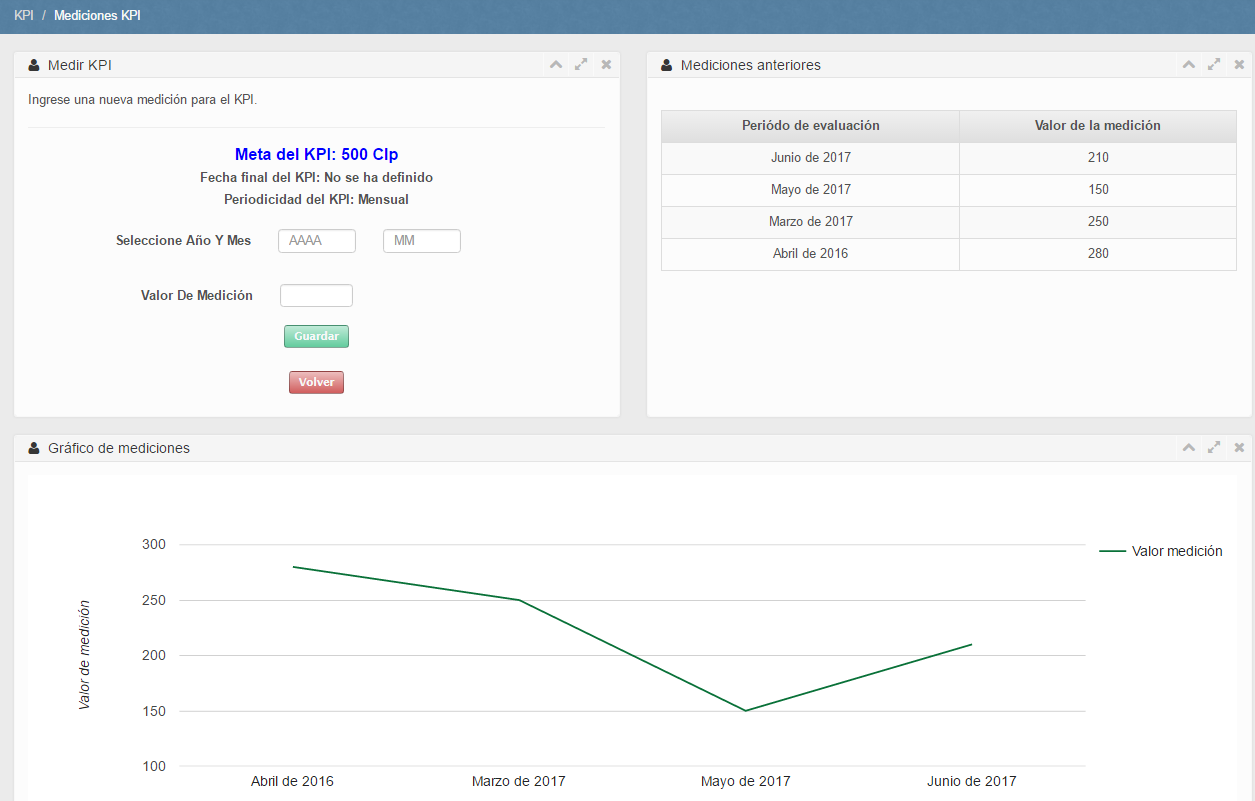 KPI / Mediciones KPI
Medir KPI
Ingrese una nueva medición para el KPI.
Meta del KPI: 500 Clp
Fecha final del KPI: No se ha definido
Periodicidad del KPI: Mensual
Seleccione Año Y Mes AAAA MM
Valor De Medición
Guardar
Volver
Mediciones anteriores
Periódo de evaluación Valor de la medición
Junio de 2017 210
Mayo de 2017 150
Marzo de 2017 250
Abril de 2016 280
Gráfico de mediciones
Valor de medición
300
250
200
150
100
Abril de 2016 Marzo de 2017 Mayo de 2017 Junio de 2017
Valor medición